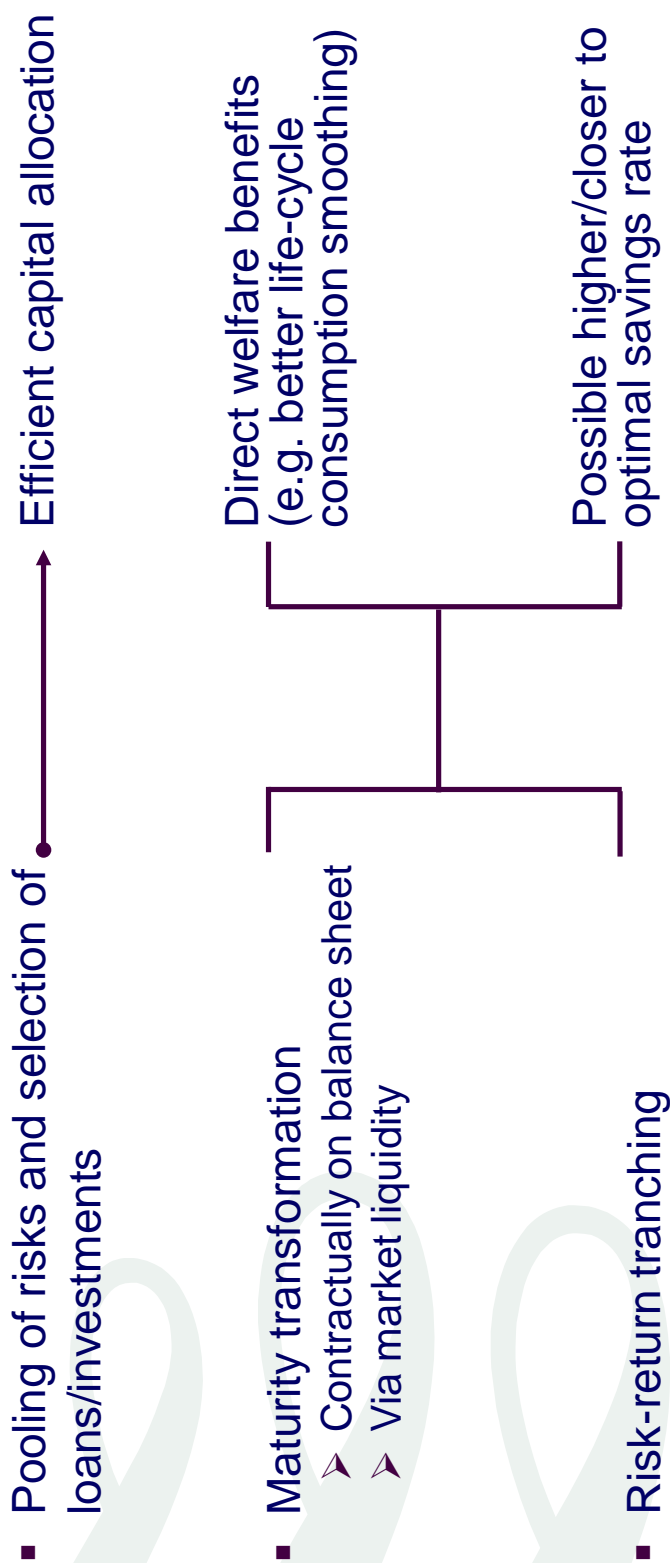 ▪ Pooling of risks and selection of
loans/investments
Efficient capital allocation
▪ Maturity transformation
➢ Contractually on balance sheet
➢ Via market liquidity
▪ Risk-return tranching
Direct welfare benefits
(e.g. better life-cycle
consumption smoothing)
Possible higher/closer to
optimal savings rate